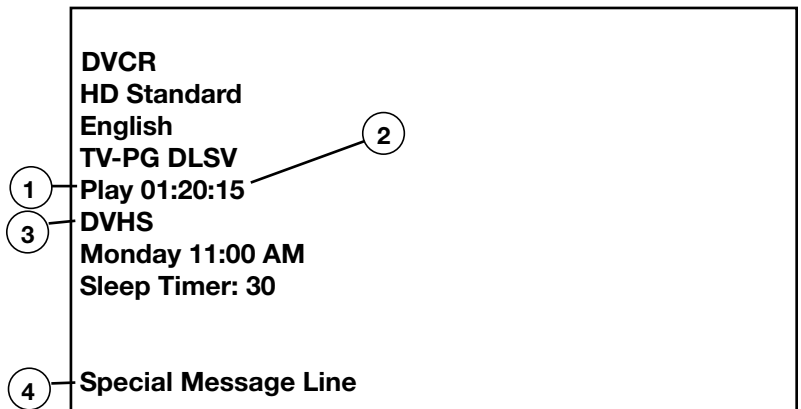 DVCR
HD Standard
English
2
TV-PG DLSV
1 Play 01:20:15
3 DVHS
Monday 11:00 AM
Sleep Timer: 30
4 Special Message Line